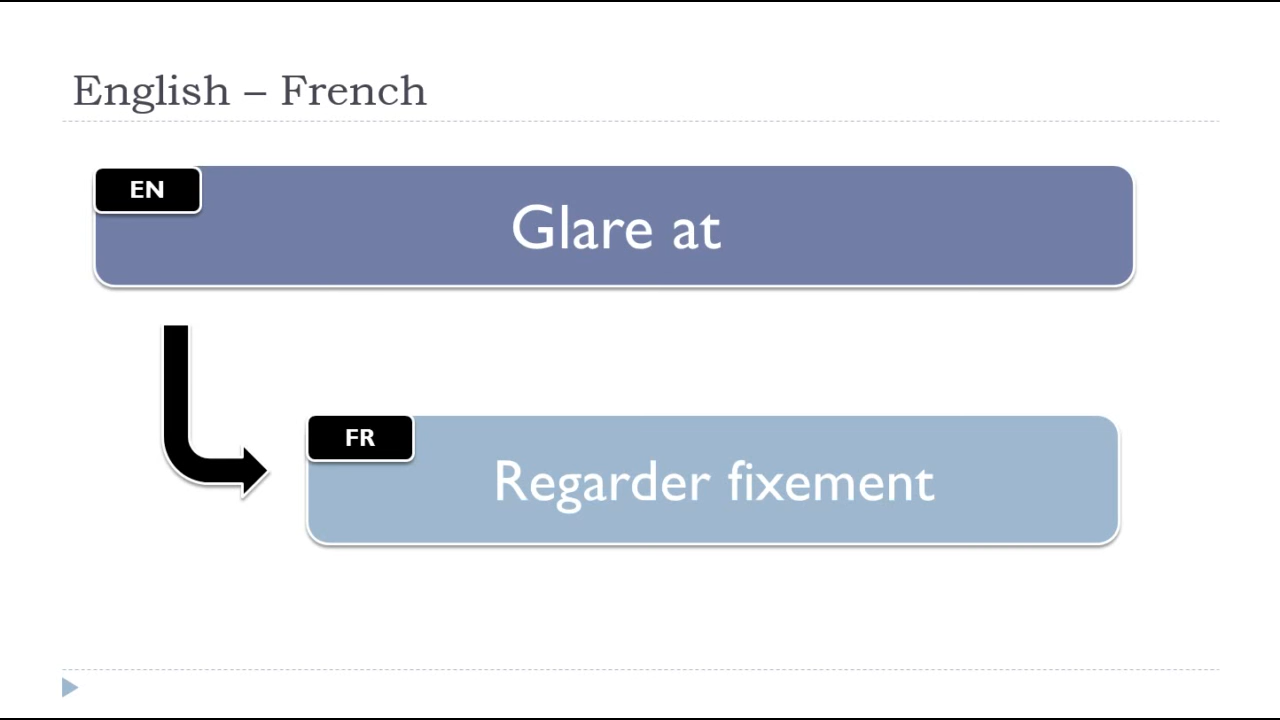 English – French
EN
Glare at
FR
Regarder fixement